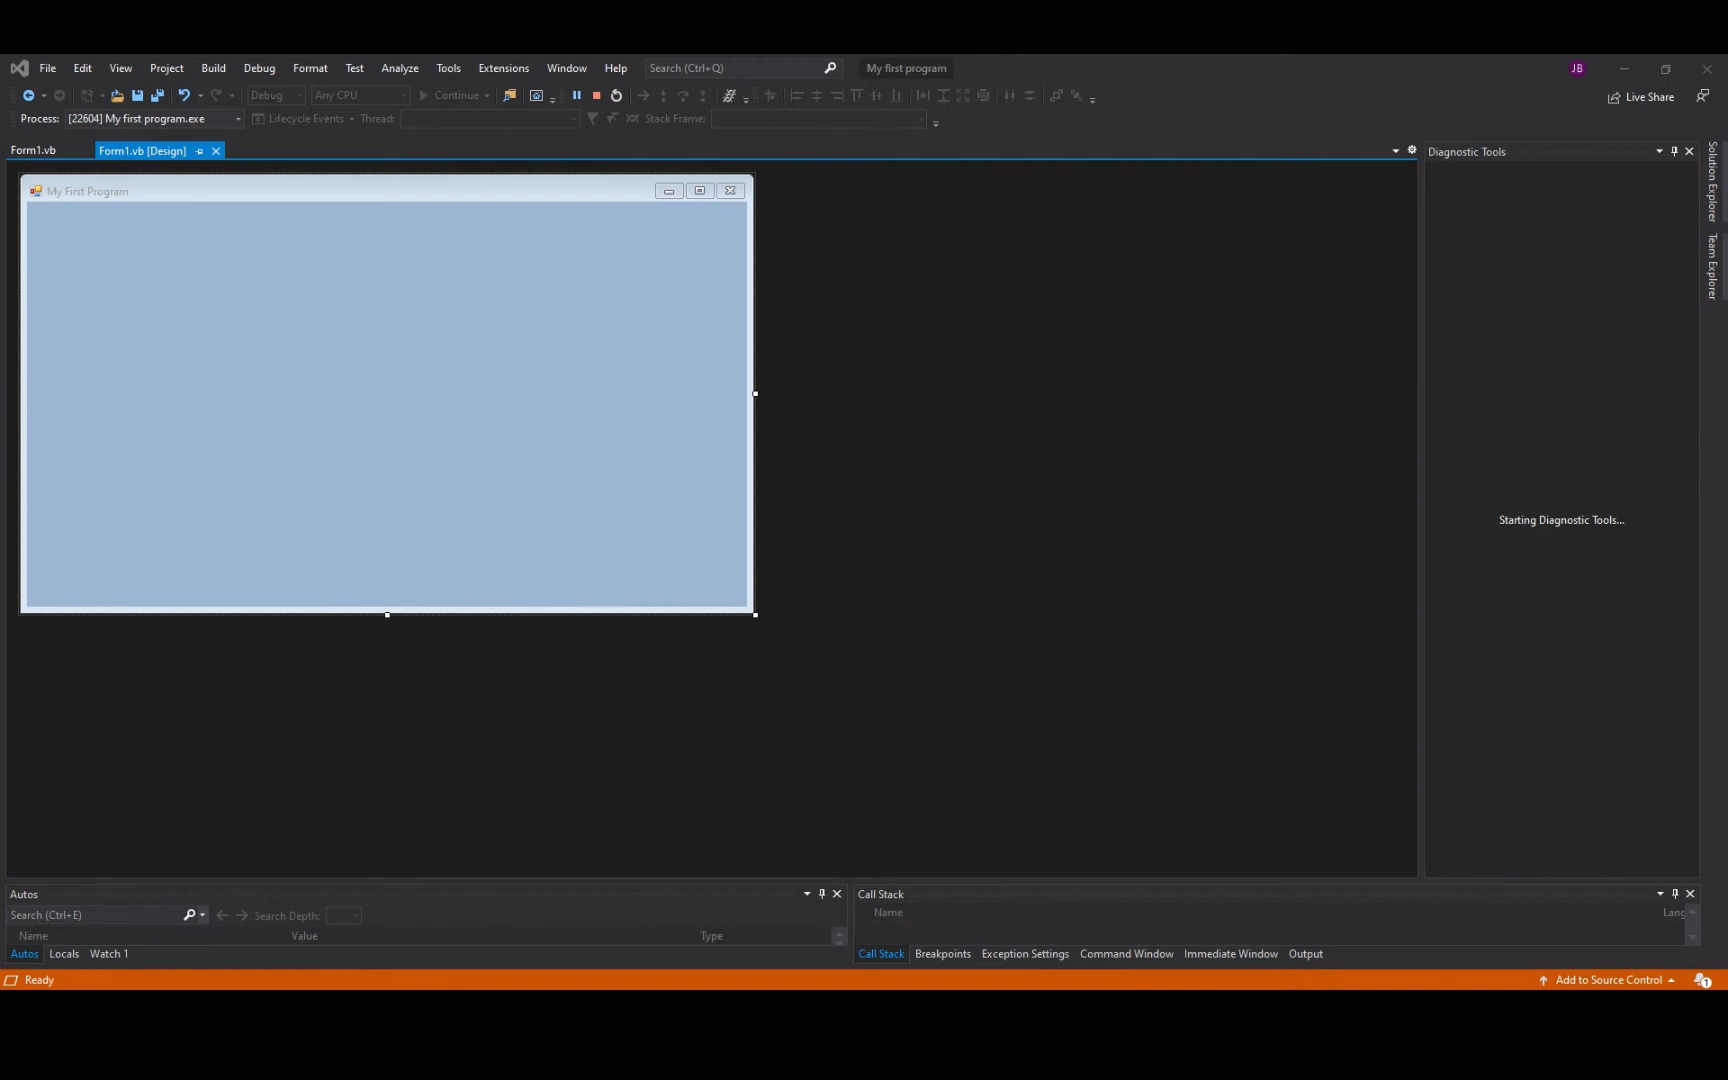 File Edit View Project Build Debug Format Test Analyze Tools Extensions Window Help Search (Ctrl+Q) My first program JB
Debug Any CPU Continue Live Share
Process: [22604] My first program.exe Lifecycle Events Thread: Stack Frame:
Form1.vb Form1.vb [Design] Diagnostic Tools
Solution Explorer
Team Explorer
My First Program
Starting Diagnostic Tools...
Autos Call Stack
Search (Ctrl+E) Search Depth: Name Lang
Name Value Type
Autos Locals Watch 1 Call Stack Breakpoints Exception Settings Command Window Immediate Window Output
Ready Add to Source Control 1